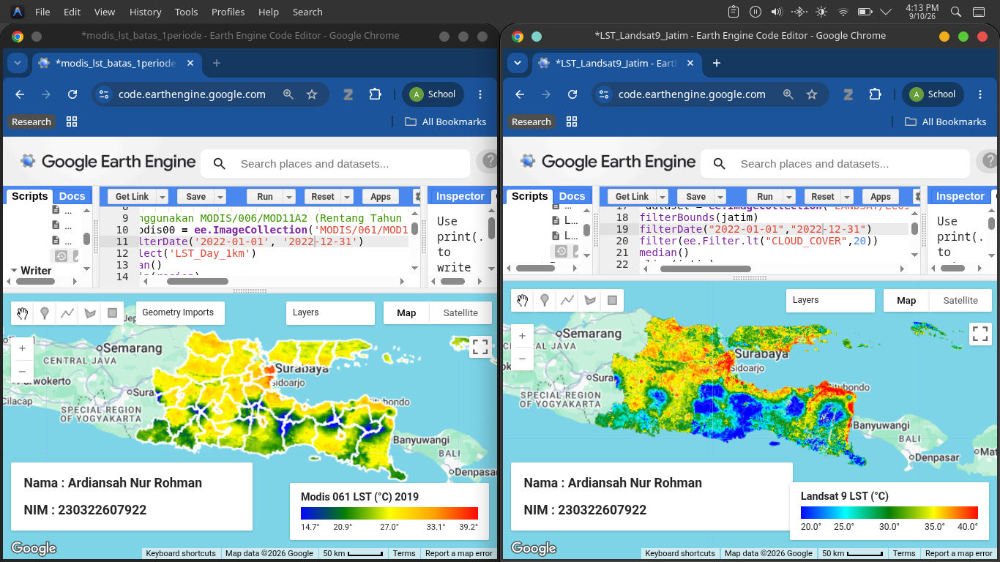 File Edit View History Tools Profiles Help Search
4:13 PM
9/10/26
*modis_lst_batas_1periode - Earth Engine Code Editor - Google Chrome
*modis_lst_batas_1periode
code.earthengine.google.com
A School
Research
All Bookmarks
Google Earth Engine
Search places and datasets...
Scripts Docs
Get Link Save Run Reset Apps
Inspector
...
...
...
Writer
9 nggunakan MODIS/006/MOD11A2 (Rentang Tahun
10 odis00 = ee.ImageCollection('MODIS/061/MOD1
11 lterDate('2022-01-01', '2022-12-31')
12 lect('LST_Day_1km')
13 an()
14
Use
print(.
to
write
Geometry Imports
Layers
Map Satellite
Jep
Semarang
CENTRAL JAVA
Purwokerto
Cilacap
Sura
SPECIAL REGION
OF YOGYAKARTA
Surabaya
Sidoarjo
Situbondo
Banyuwangi
BALI
Denpasar
Nama : Ardiansah Nur Rohman
NIM : 230322607922
Modis 061 LST (°C) 2019
14.7° 20.9° 27.0° 33.1° 39.2°
Google
Keyboard shortcuts Map data ©2026 Google 50 km Terms Report a map error
*LST_Landsat9_Jatim - Earth Engine Code Editor - Google Chrome
*LST_Landsat9_Jatim - Eart
code.earthengine.google.com
A School
Research
All Bookmarks
Google Earth Engine
Search places and datasets...
Scripts Docs
Get Link Save Run Reset Apps
Inspector
...
L...
L...
17 dataset = ee.ImageCollection("LANDSAT/LC09
18 filterBounds(jatim)
19 filterDate("2022-01-01","2022-12-31")
20 filter(ee.Filter.lt("CLOUD_COVER",20))
21 median()
22
Use
print(.
to
Layers
Map Satellite
Semarang
CENTRAL JAVA
Sura
SPECIAL REGION
OF YOGYAKARTA
Surabaya
Sidoarjo
Situbondo
Banyuwangi
BALI
Denpasar
Mat
Nama : Ardiansah Nur Rohman
NIM : 230322607922
Landsat 9 LST (°C)
20.0° 25.0° 30.0° 35.0° 40.0°
Google
Keyboard shortcuts Map data ©2026 Google 50 km Terms Report a map error